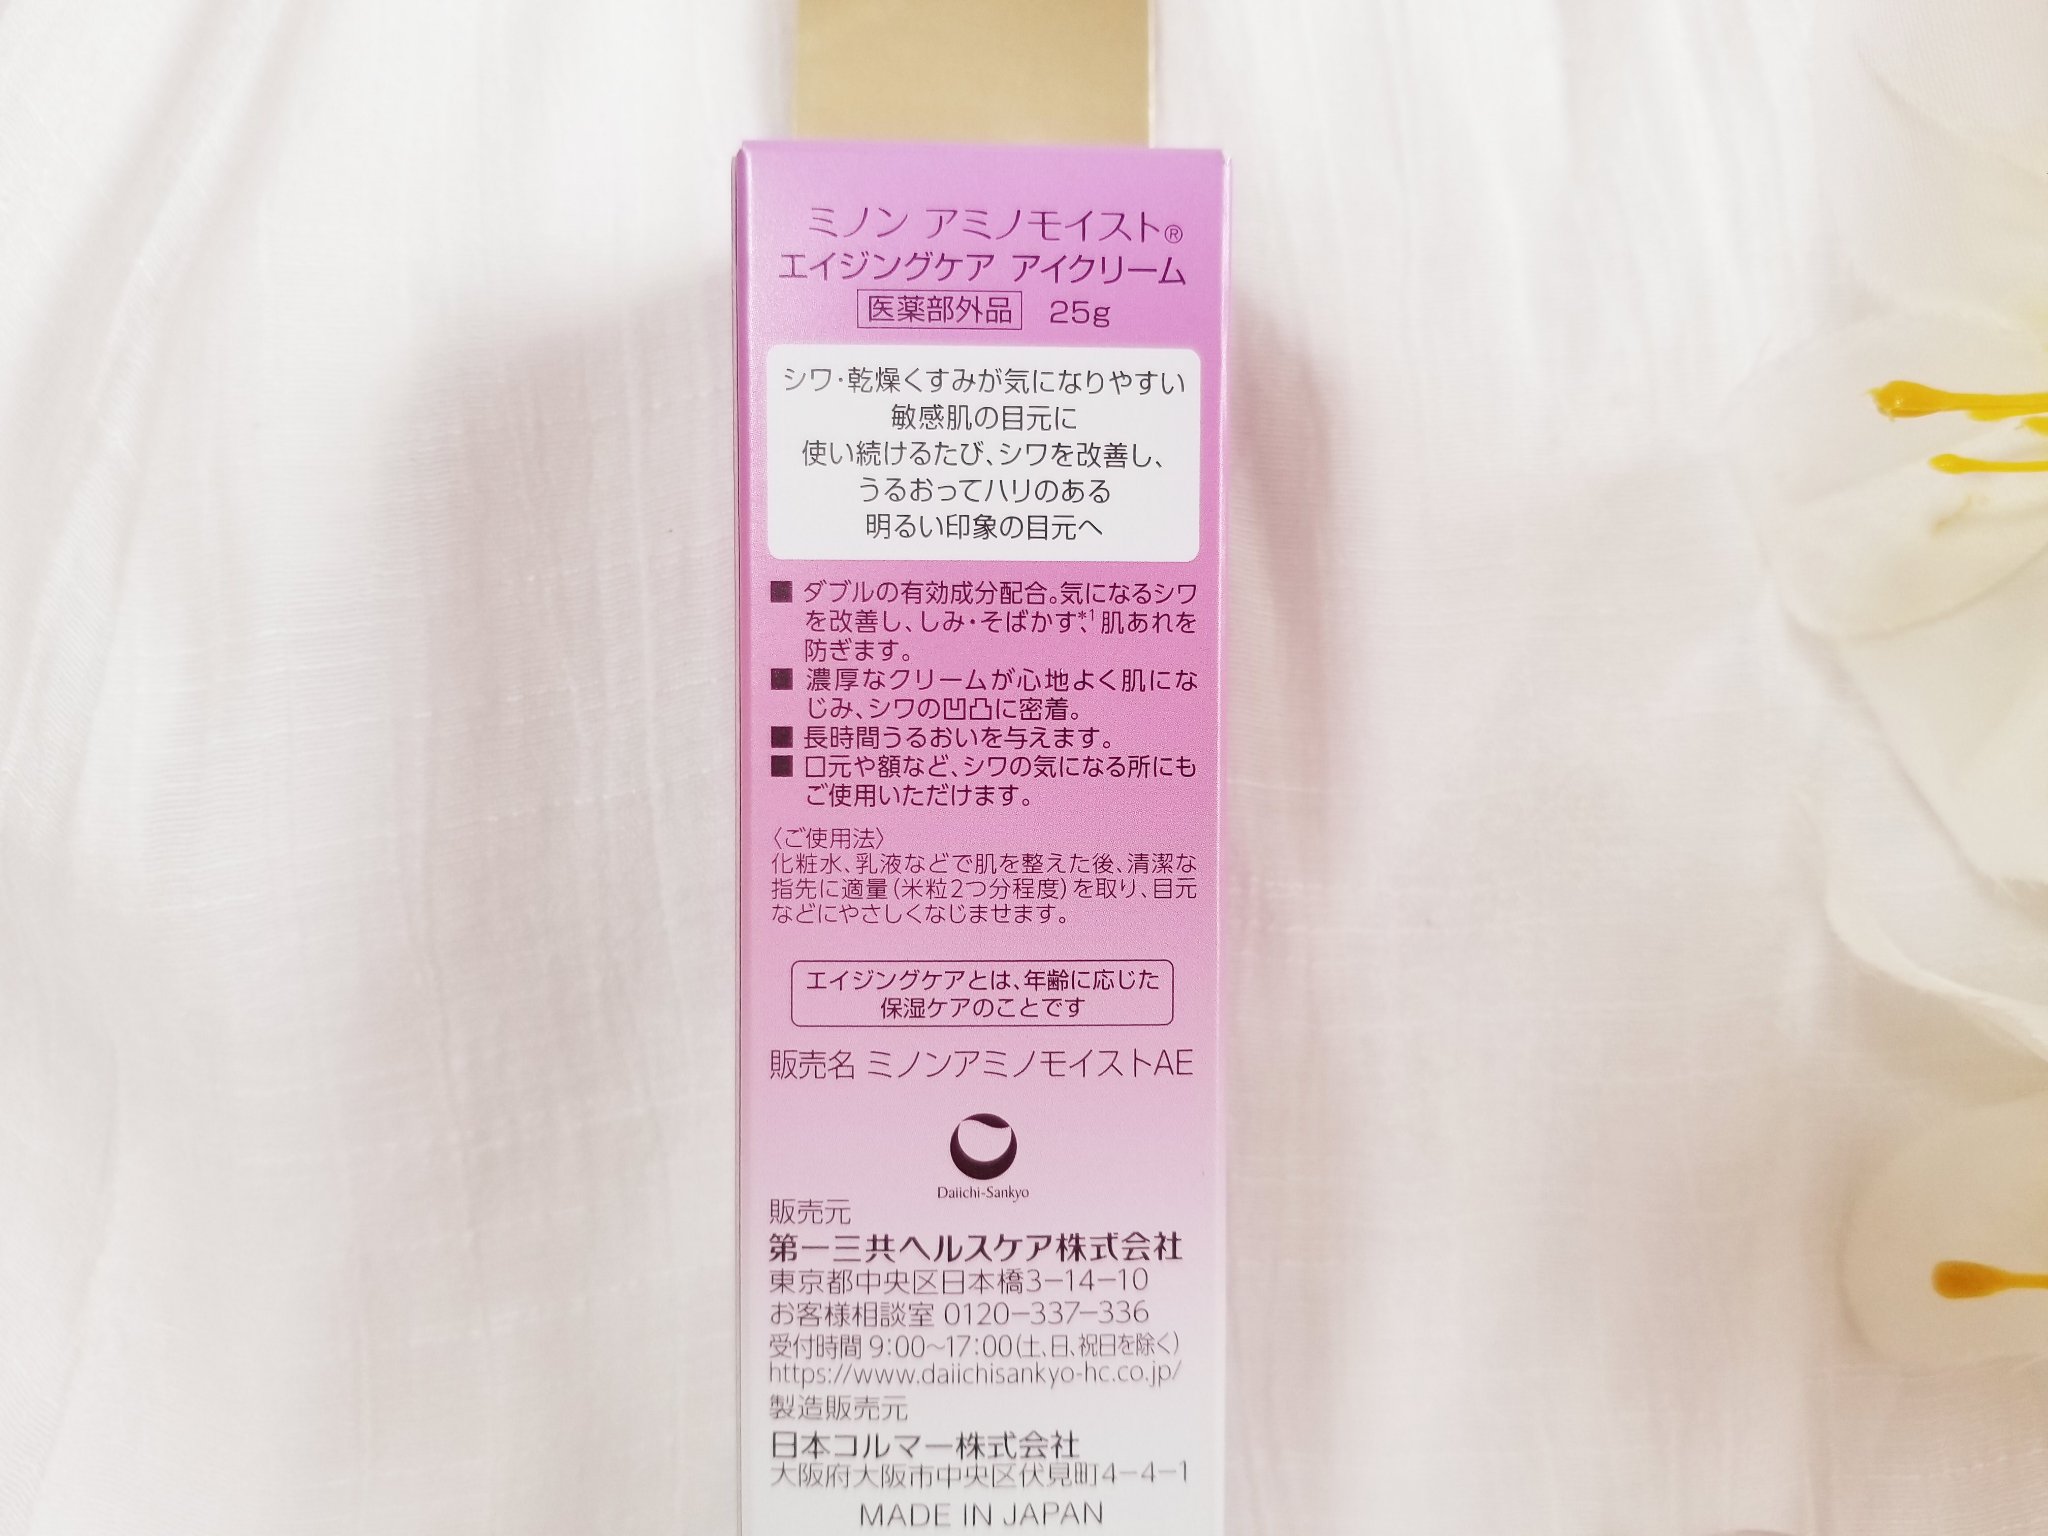 ミノン アミノモイスト®
エイジングケア アイクリーム
医薬部外品 25g
シワ・乾燥くすみが気になりやすい
敏感肌の目元に
使い続けるたび、シワを改善し、
うるおってハリのある
明るい印象の目元へ
■ ダブルの有効成分配合。気になるシワ
を改善し、しみ・そばかす*1、肌あれを
防ぎます。
■ 濃厚なクリームが心地よく肌にな
じみ、シワの凹凸に密着。
■ 長時間うるおいを与えます。
■ 口元や額など、シワの気になる所にも
ご使用いただけます。
〈ご使用法〉
化粧水、乳液などで肌を整えた後、清潔な
指先に適量(米粒2つ分程度)を取り、目元
などにやさしくなじませます。
エイジングケアとは、年齢に応じた
保湿ケアのことです
販売名 ミノンアミノモイストAE
Daiichi-Sankyo
販売元
第一三共ヘルスケア株式会社
東京都中央区日本橋3-14-10
お客様相談室 0120-337-336
受付時間 9:00〜17:00(土、日、祝日を除く)
https://www.daiichisankyo-hc.co.jp/
製造販売元
日本コルマー株式会社
大阪府大阪市中央区伏見町4-4-1
MADE IN JAPAN